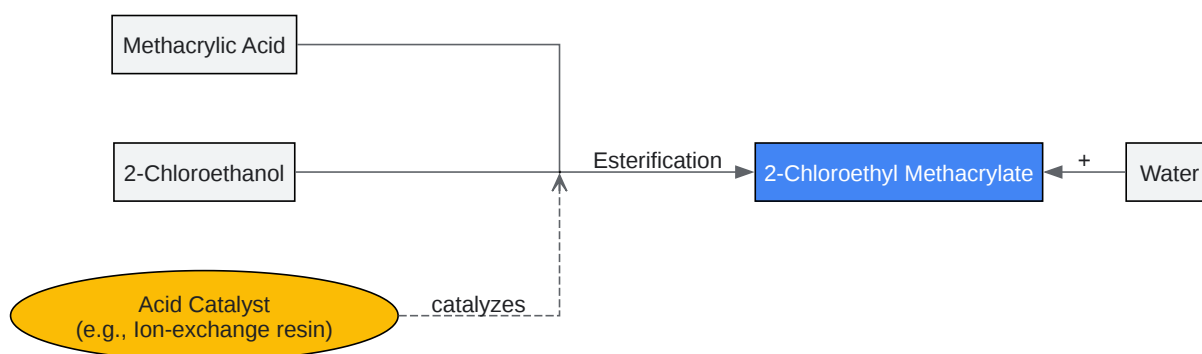 Methacrylic Acid
2-Chloroethanol
Esterification
2-Chloroethyl Methacrylate
+
Water
Acid Catalyst
(e.g., Ion-exchange resin)
catalyzes